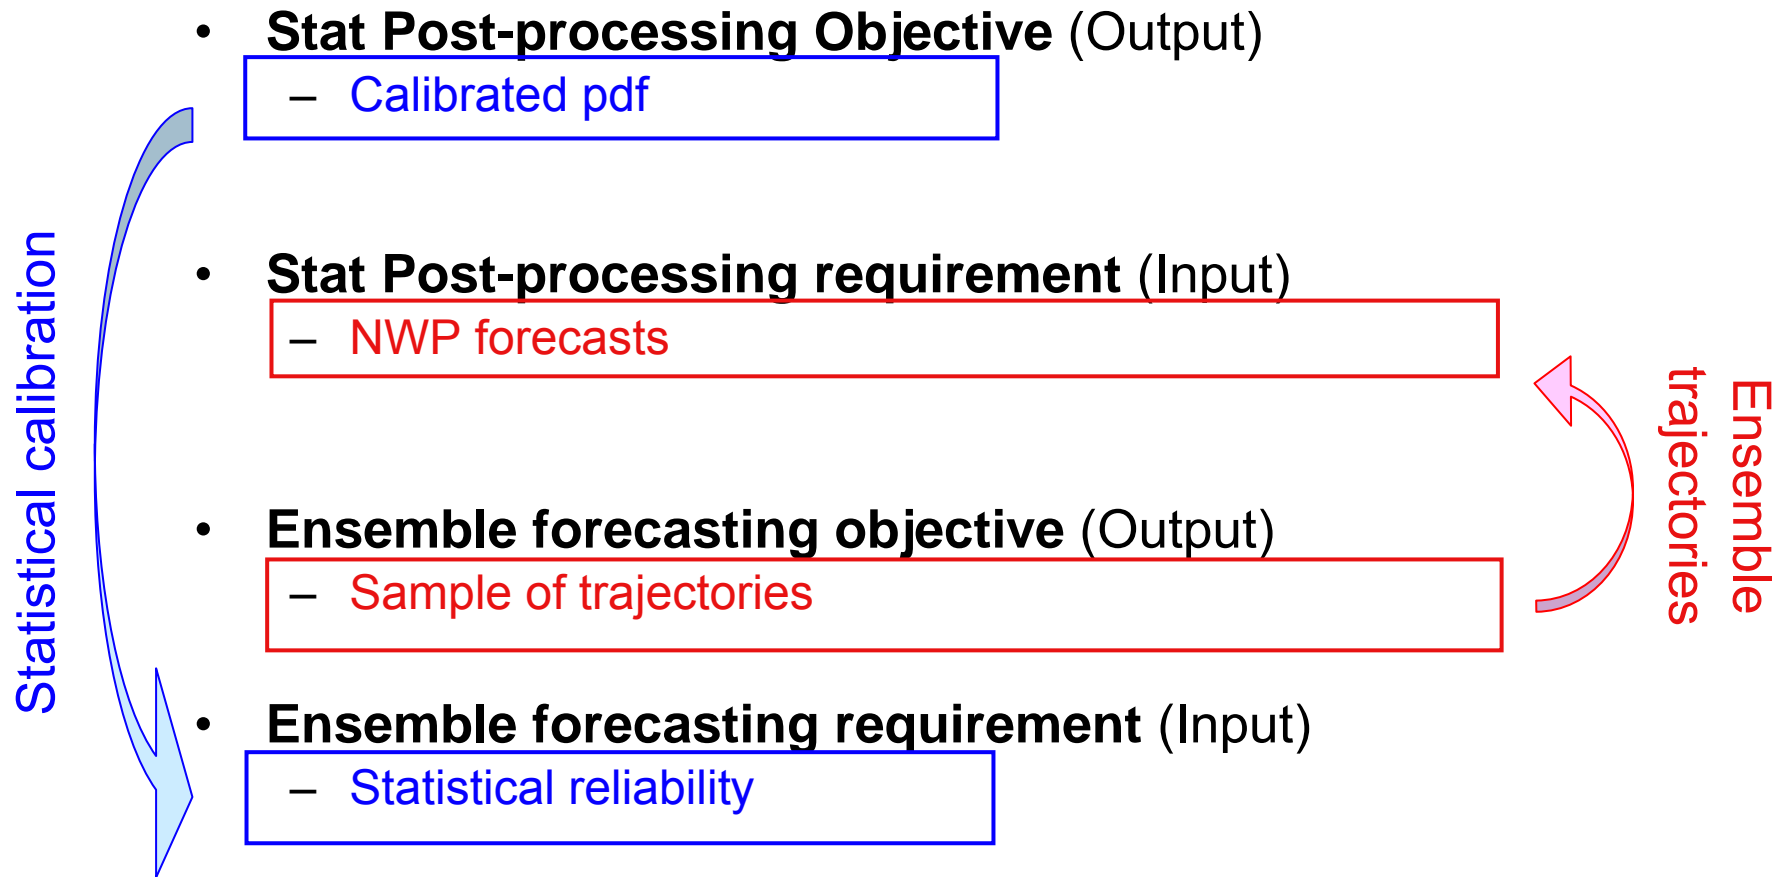 • Stat Post-processing Objective (Output)
– Calibrated pdf
• Stat Post-processing requirement (Input)
– NWP forecasts
• Ensemble forecasting objective (Output)
– Sample of trajectories
• Ensemble forecasting requirement (Input)
– Statistical reliability
Statistical calibration
Ensemble
trajectories